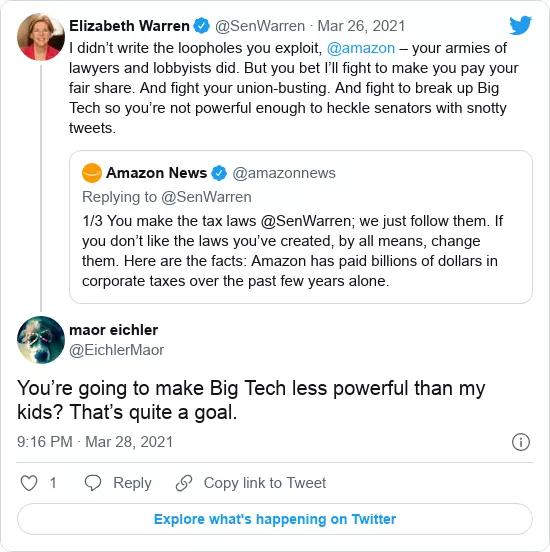 Elizabeth Warren @SenWarren · Mar 26, 2021
I didn’t write the loopholes you exploit, @amazon – your armies of
lawyers and lobbyists did. But you bet I’ll fight to make you pay your
fair share. And fight your union-busting. And fight to break up Big
Tech so you’re not powerful enough to heckle senators with snotty
tweets.
Amazon News @amazonnews
Replying to @SenWarren
1/3 You make the tax laws @SenWarren; we just follow them. If
you don’t like the laws you’ve created, by all means, change
them. Here are the facts: Amazon has paid billions of dollars in
corporate taxes over the past few years alone.
maor eichler
@EichlerMaor
You’re going to make Big Tech less powerful than my
kids? That’s quite a goal.
9:16 PM · Mar 28, 2021
1 Reply Copy link to Tweet
Explore what's happening on Twitter